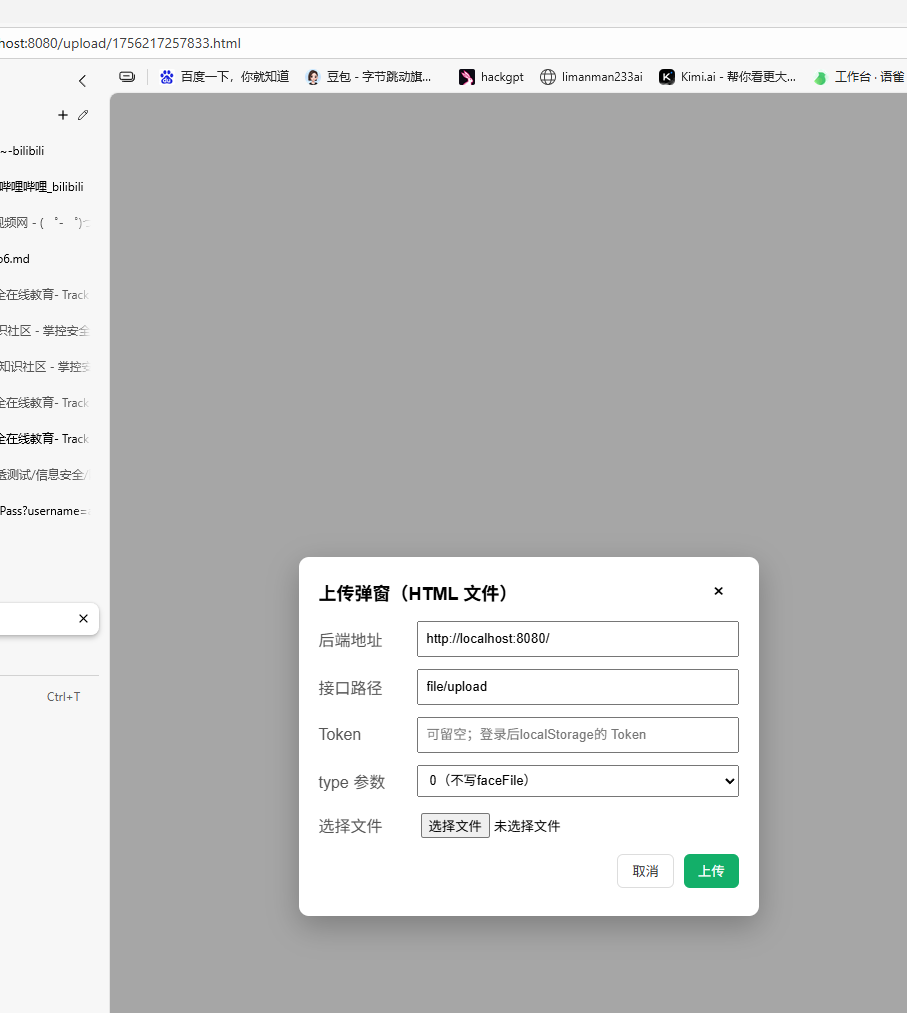 host:8080/upload/1756217257833.html
百度一下，你就知道
豆包 - 字节跳动旗...
hackgpt
limanman233ai
Kimi.ai - 帮你看更大...
工作台 · 语雀
~-bilibili
哔哩哔哩_bilibili
视频网 - ( ゜- ゜)つ
6.md
全在线教育- Track
识社区 - 掌控安全
知识社区 - 掌控安
全在线教育- Track
全在线教育- Track
透测试/信息安全/
Pass?username=
Ctrl+T
上传弹窗（HTML 文件）
后端地址
http://localhost:8080/
接口路径
file/upload
Token
可留空；登录后localStorage的 Token
type 参数
0（不写faceFile）
选择文件
选择文件 未选择文件
取消
上传